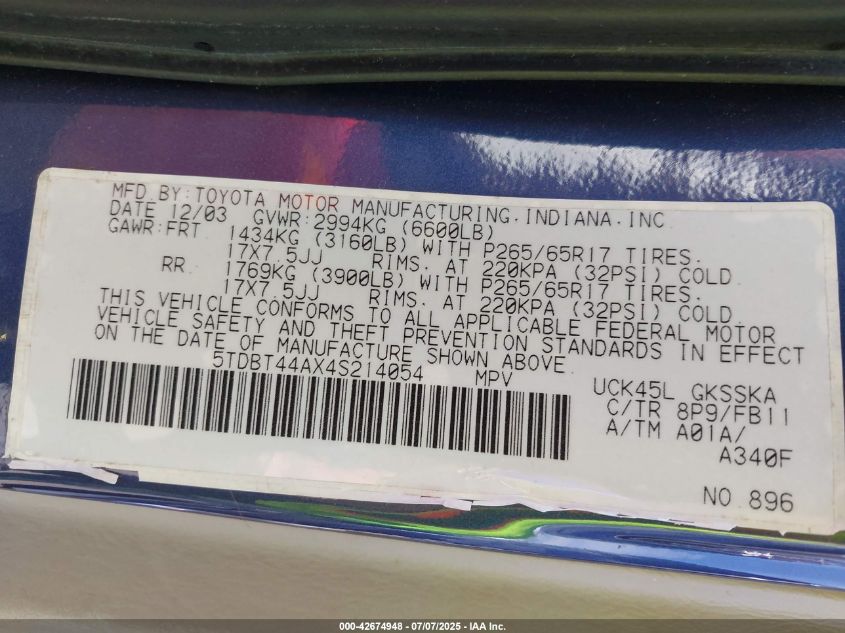 MFD BY:TOYOTA MOTOR MANUFACTURING.INDIANA.INC
DATE 12/03 GVWR:2994KG (6600LB)
GAWR:FRT 1434KG (3160LB) WITH P265/65R17 TIRES.
17X7.5JJ RIMS. AT 220KPA (32PSI) COLD
RR 1769KG (3900LB) WITH P265/65R17 TIRES.
17X7.5JJ RIMS. AT 220KPA (32PSI) COLD
THIS VEHICLE CONFORMS TO ALL APPLICABLE FEDERAL MOTOR
VEHICLE SAFETY AND THEFT PREVENTION STANDARDS IN EFFECT
ON THE DATE OF MANUFACTURE SHOWN ABOVE
5TDBT44AX4S214054 MPV
UCK45L GKSSKA
C/TR 8P9/FB11
A/TM A01A/
A340F
NO 896
000-42674948 - 07/07/2025 - IAA Inc.